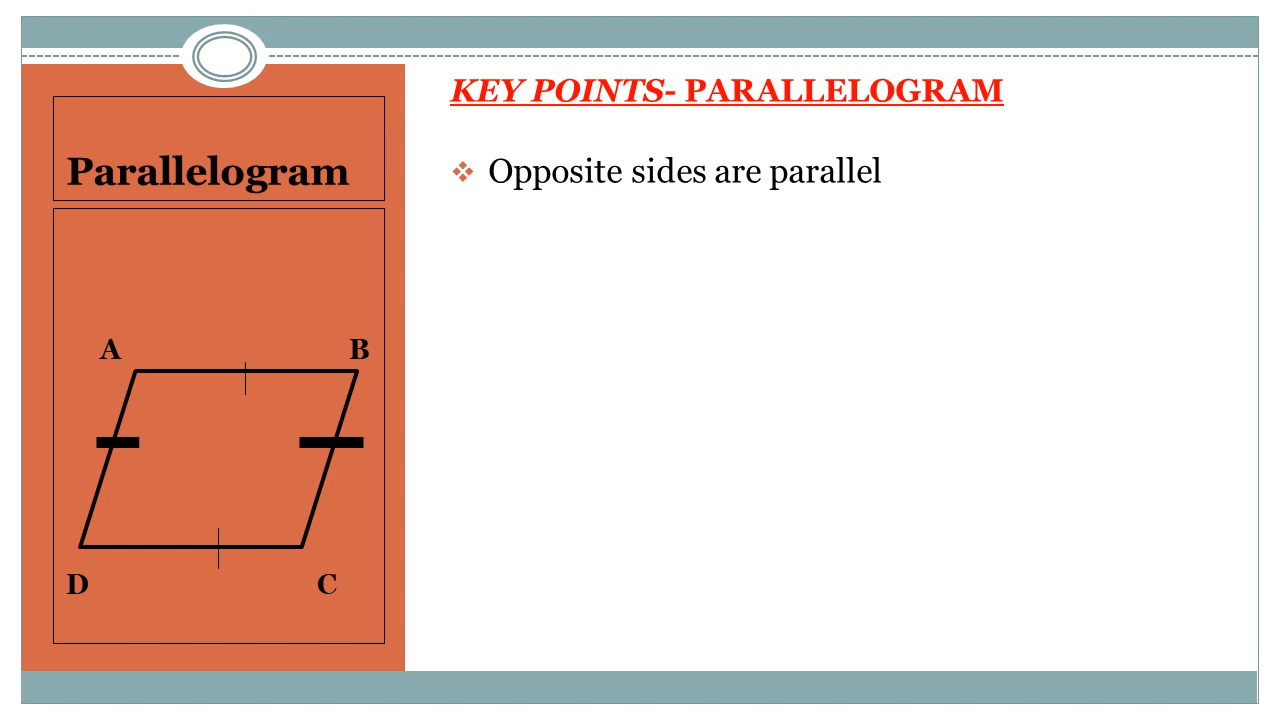 KEY POINTS- PARALLELOGRAM
Parallelogram
❖ Opposite sides are parallel
A B
D C